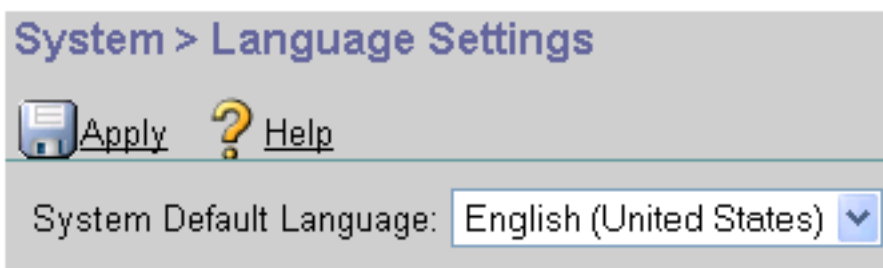 System > Language Settings
Apply Help
System Default Language: English (United States)